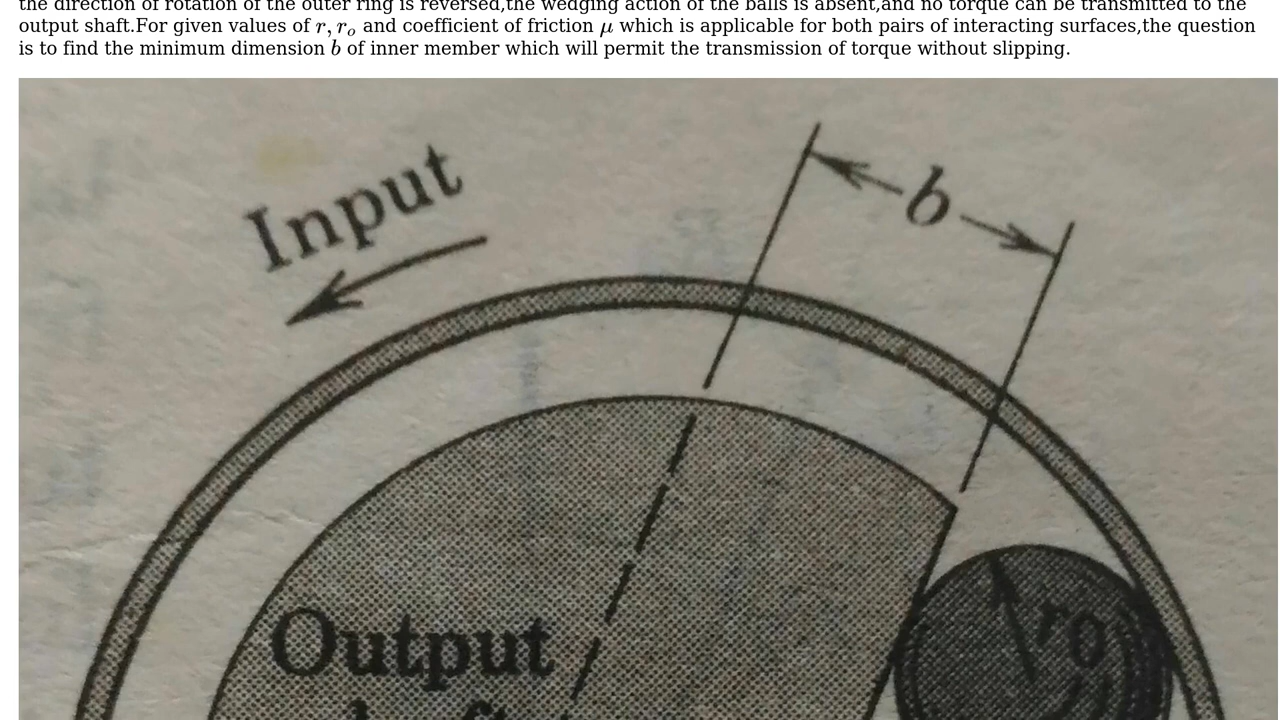 the direction of rotation of the outer ring is reversed,the wedging action of the balls is absent,and no torque can be transmitted to the
output shaft.For given values of r, rₒ and coefficient of friction μ which is applicable for both pairs of interacting surfaces,the question
is to find the minimum dimension b of inner member which will permit the transmission of torque without slipping.
b
Input
r₀
Output